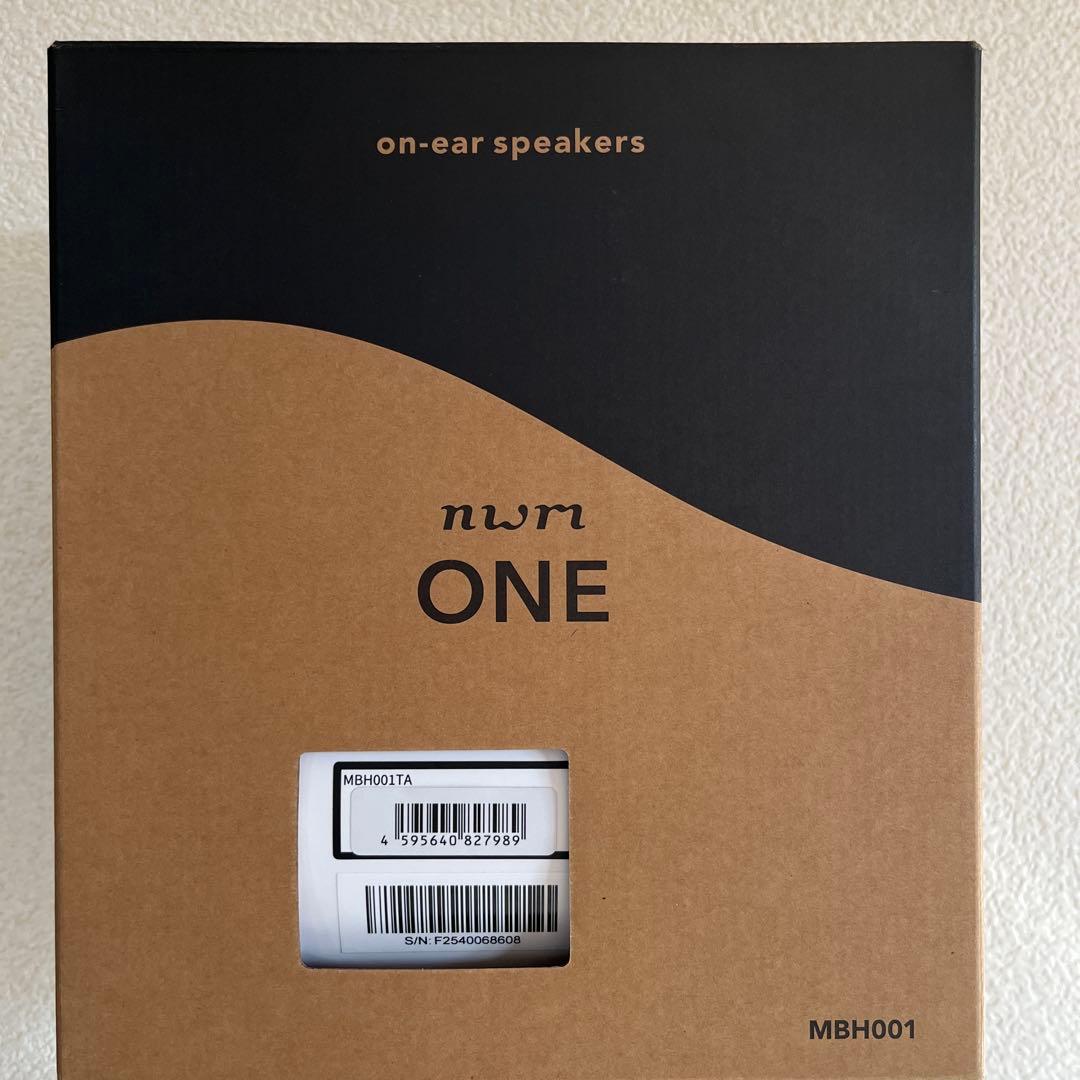 on-ear speakers
nwm
ONE
MBH001TA
4 595640 827989
S/N: F2540068608
MBH001